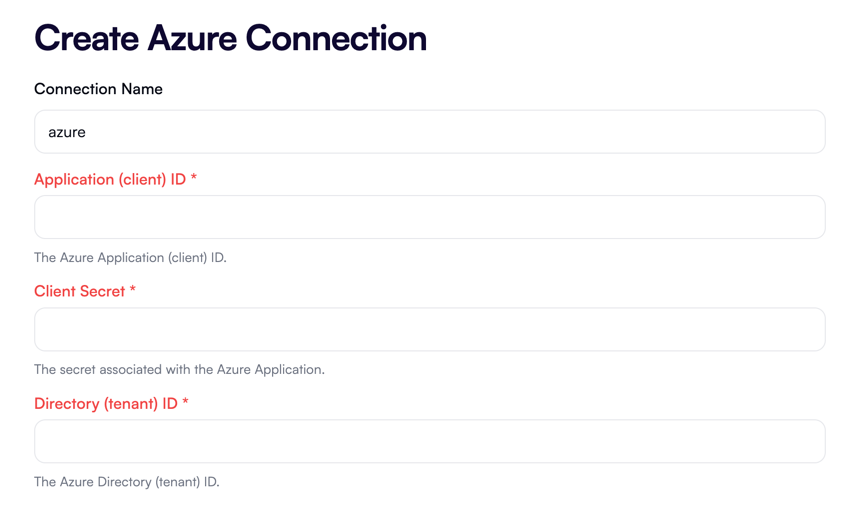 Create Azure Connection
Connection Name
azure
Application (client) ID *
The Azure Application (client) ID.
Client Secret *
The secret associated with the Azure Application.
Directory (tenant) ID *
The Azure Directory (tenant) ID.